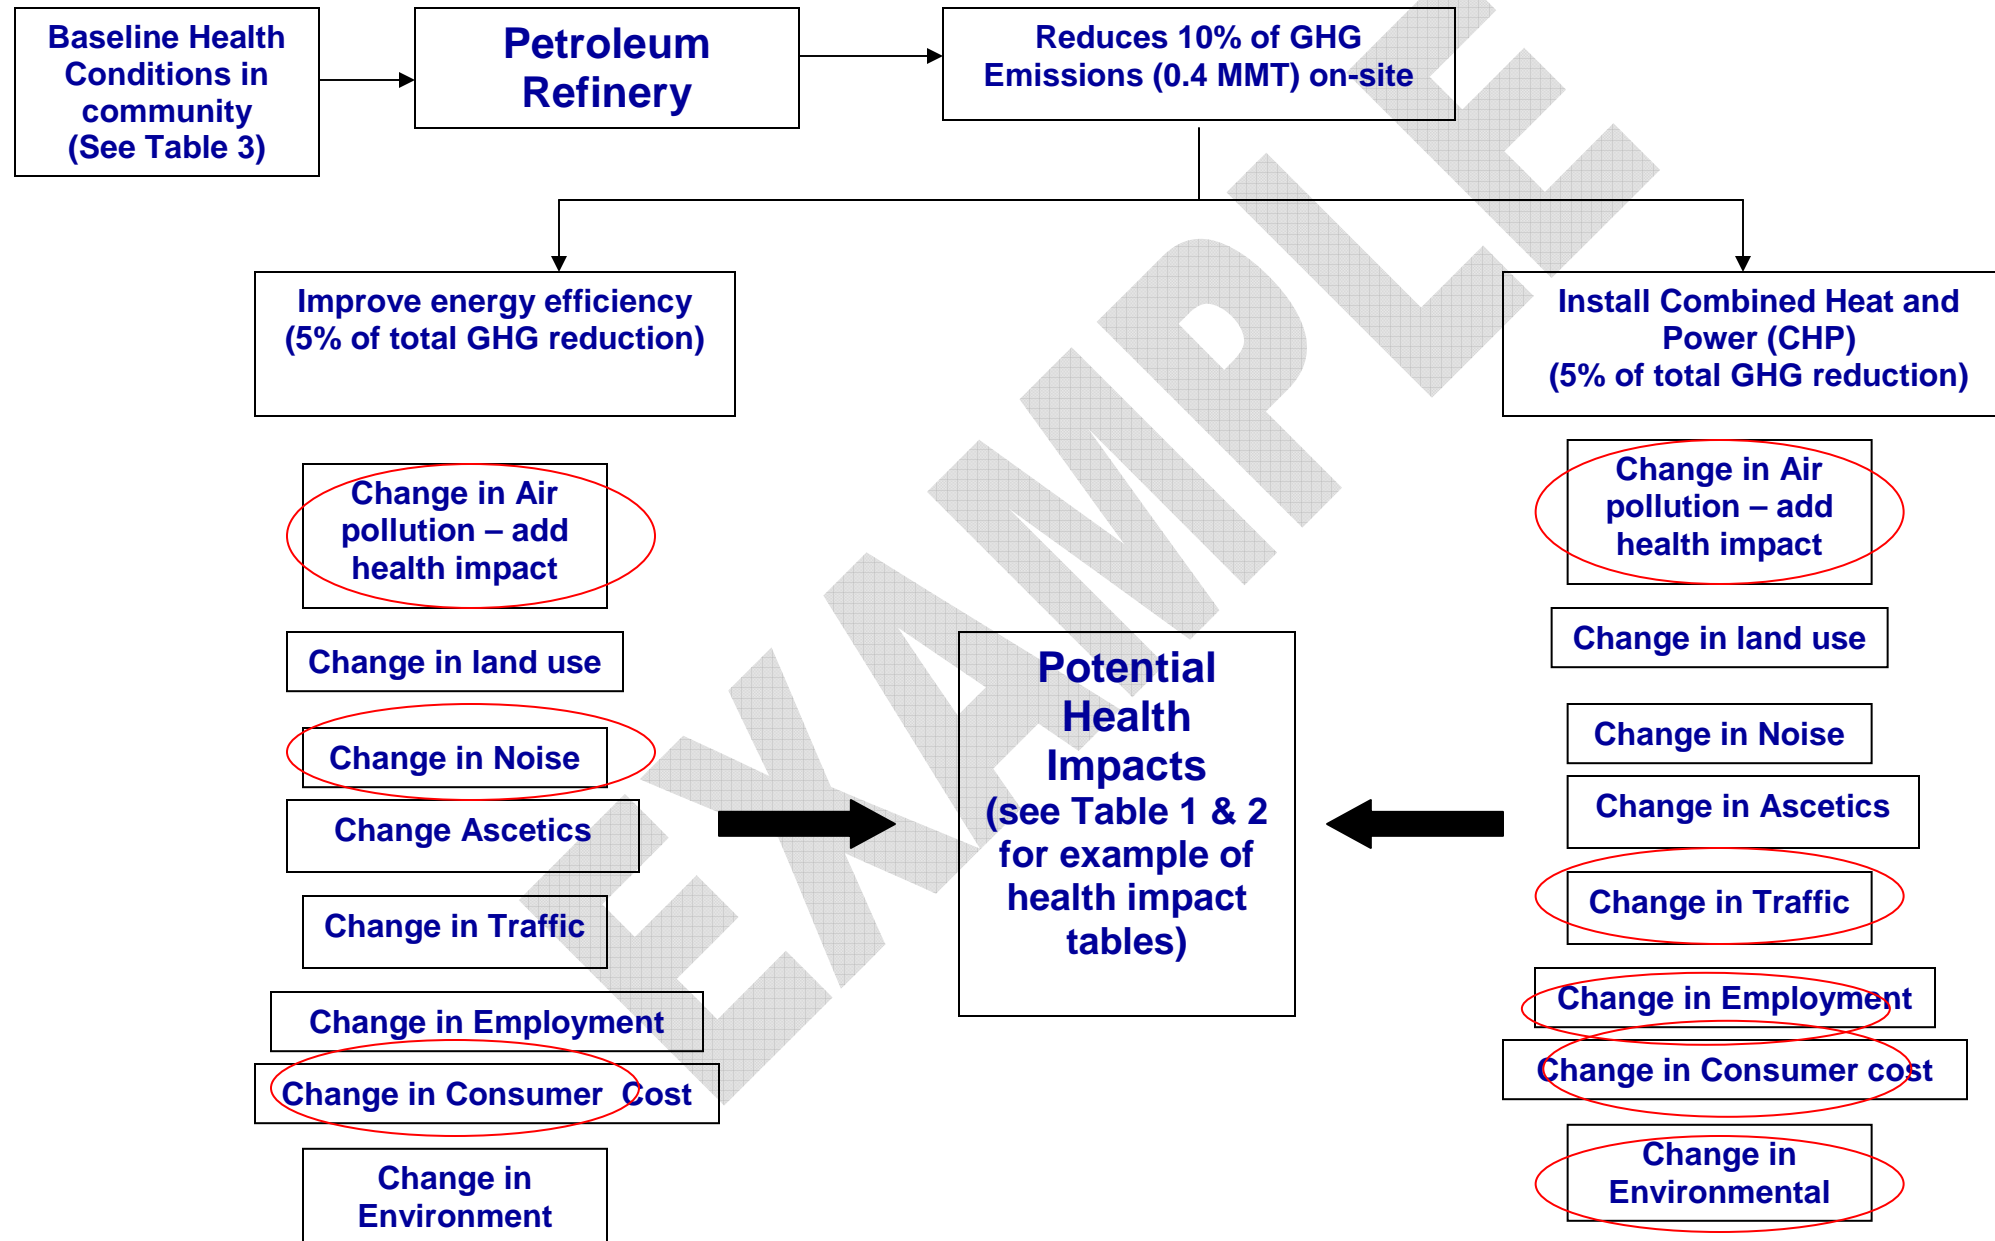 Baseline Health
Conditions in
community
(See Table 3)
Petroleum
Refinery
Reduces 10% of GHG
Emissions (0.4 MMT) on-site
Improve energy efficiency
(5% of total GHG reduction)
Install Combined Heat and
Power (CHP)
(5% of total GHG reduction)
Change in Air
pollution – add
health impact
Change in land use
Change in Noise
Change Ascetics
Change in Traffic
Change in Employment
Change in Consumer Cost
Change in
Environment
Potential
Health
Impacts
(see Table 1 & 2
for example of
health impact
tables)
Change in Air
pollution – add
health impact
Change in land use
Change in Noise
Change in Ascetics
Change in Traffic
Change in Employment
Change in Consumer cost
Change in
Environmental
EXAMPLE